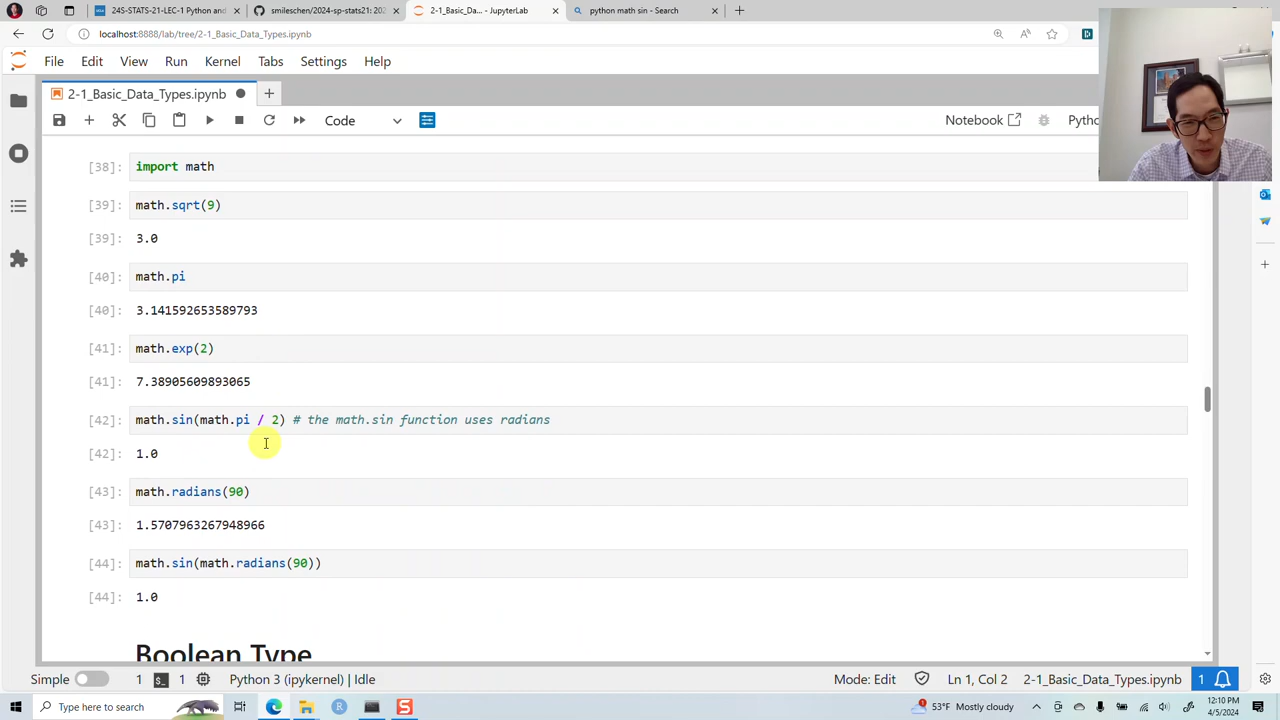 24S-STATS-21-LEC-1 Python and
smileschen/2024-sp-stats21: 202
2-1_Basic_Da... - JupyterLab
python math sin - Search
localhost:8888/lab/tree/2-1_Basic_Data_Types.ipynb
File Edit View Run Kernel Tabs Settings Help
2-1_Basic_Data_Types.ipynb
Code
Notebook
Pytho
[38]: import math
[39]: math.sqrt(9)
[39]: 3.0
[40]: math.pi
[40]: 3.141592653589793
[41]: math.exp(2)
[41]: 7.38905609893065
[42]: math.sin(math.pi / 2) # the math.sin function uses radians
[42]: 1.0
[43]: math.radians(90)
[43]: 1.5707963267948966
[44]: math.sin(math.radians(90))
[44]: 1.0
Boolean Type
Simple 1 1 Python 3 (ipykernel) | Idle Mode: Edit Ln 1, Col 2 2-1_Basic_Data_Types.ipynb 1
Type here to search
53°F Mostly cloudy
12:10 PM
4/5/2024